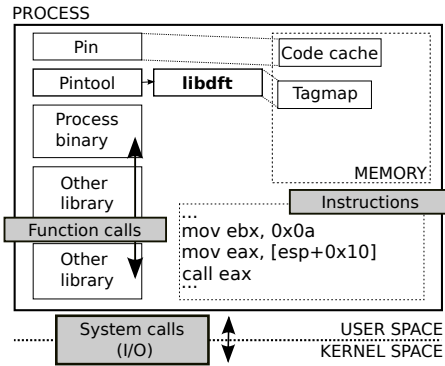 PROCESS
Pin
Code cache
Pintool
libdft
Tagmap
Process
binary
MEMORY
Other
library
Instructions
Function calls
...
mov ebx, 0x0a
mov eax, [esp+0x10]
call eax
...
Other
library
System calls
(I/O)
USER SPACE
KERNEL SPACE